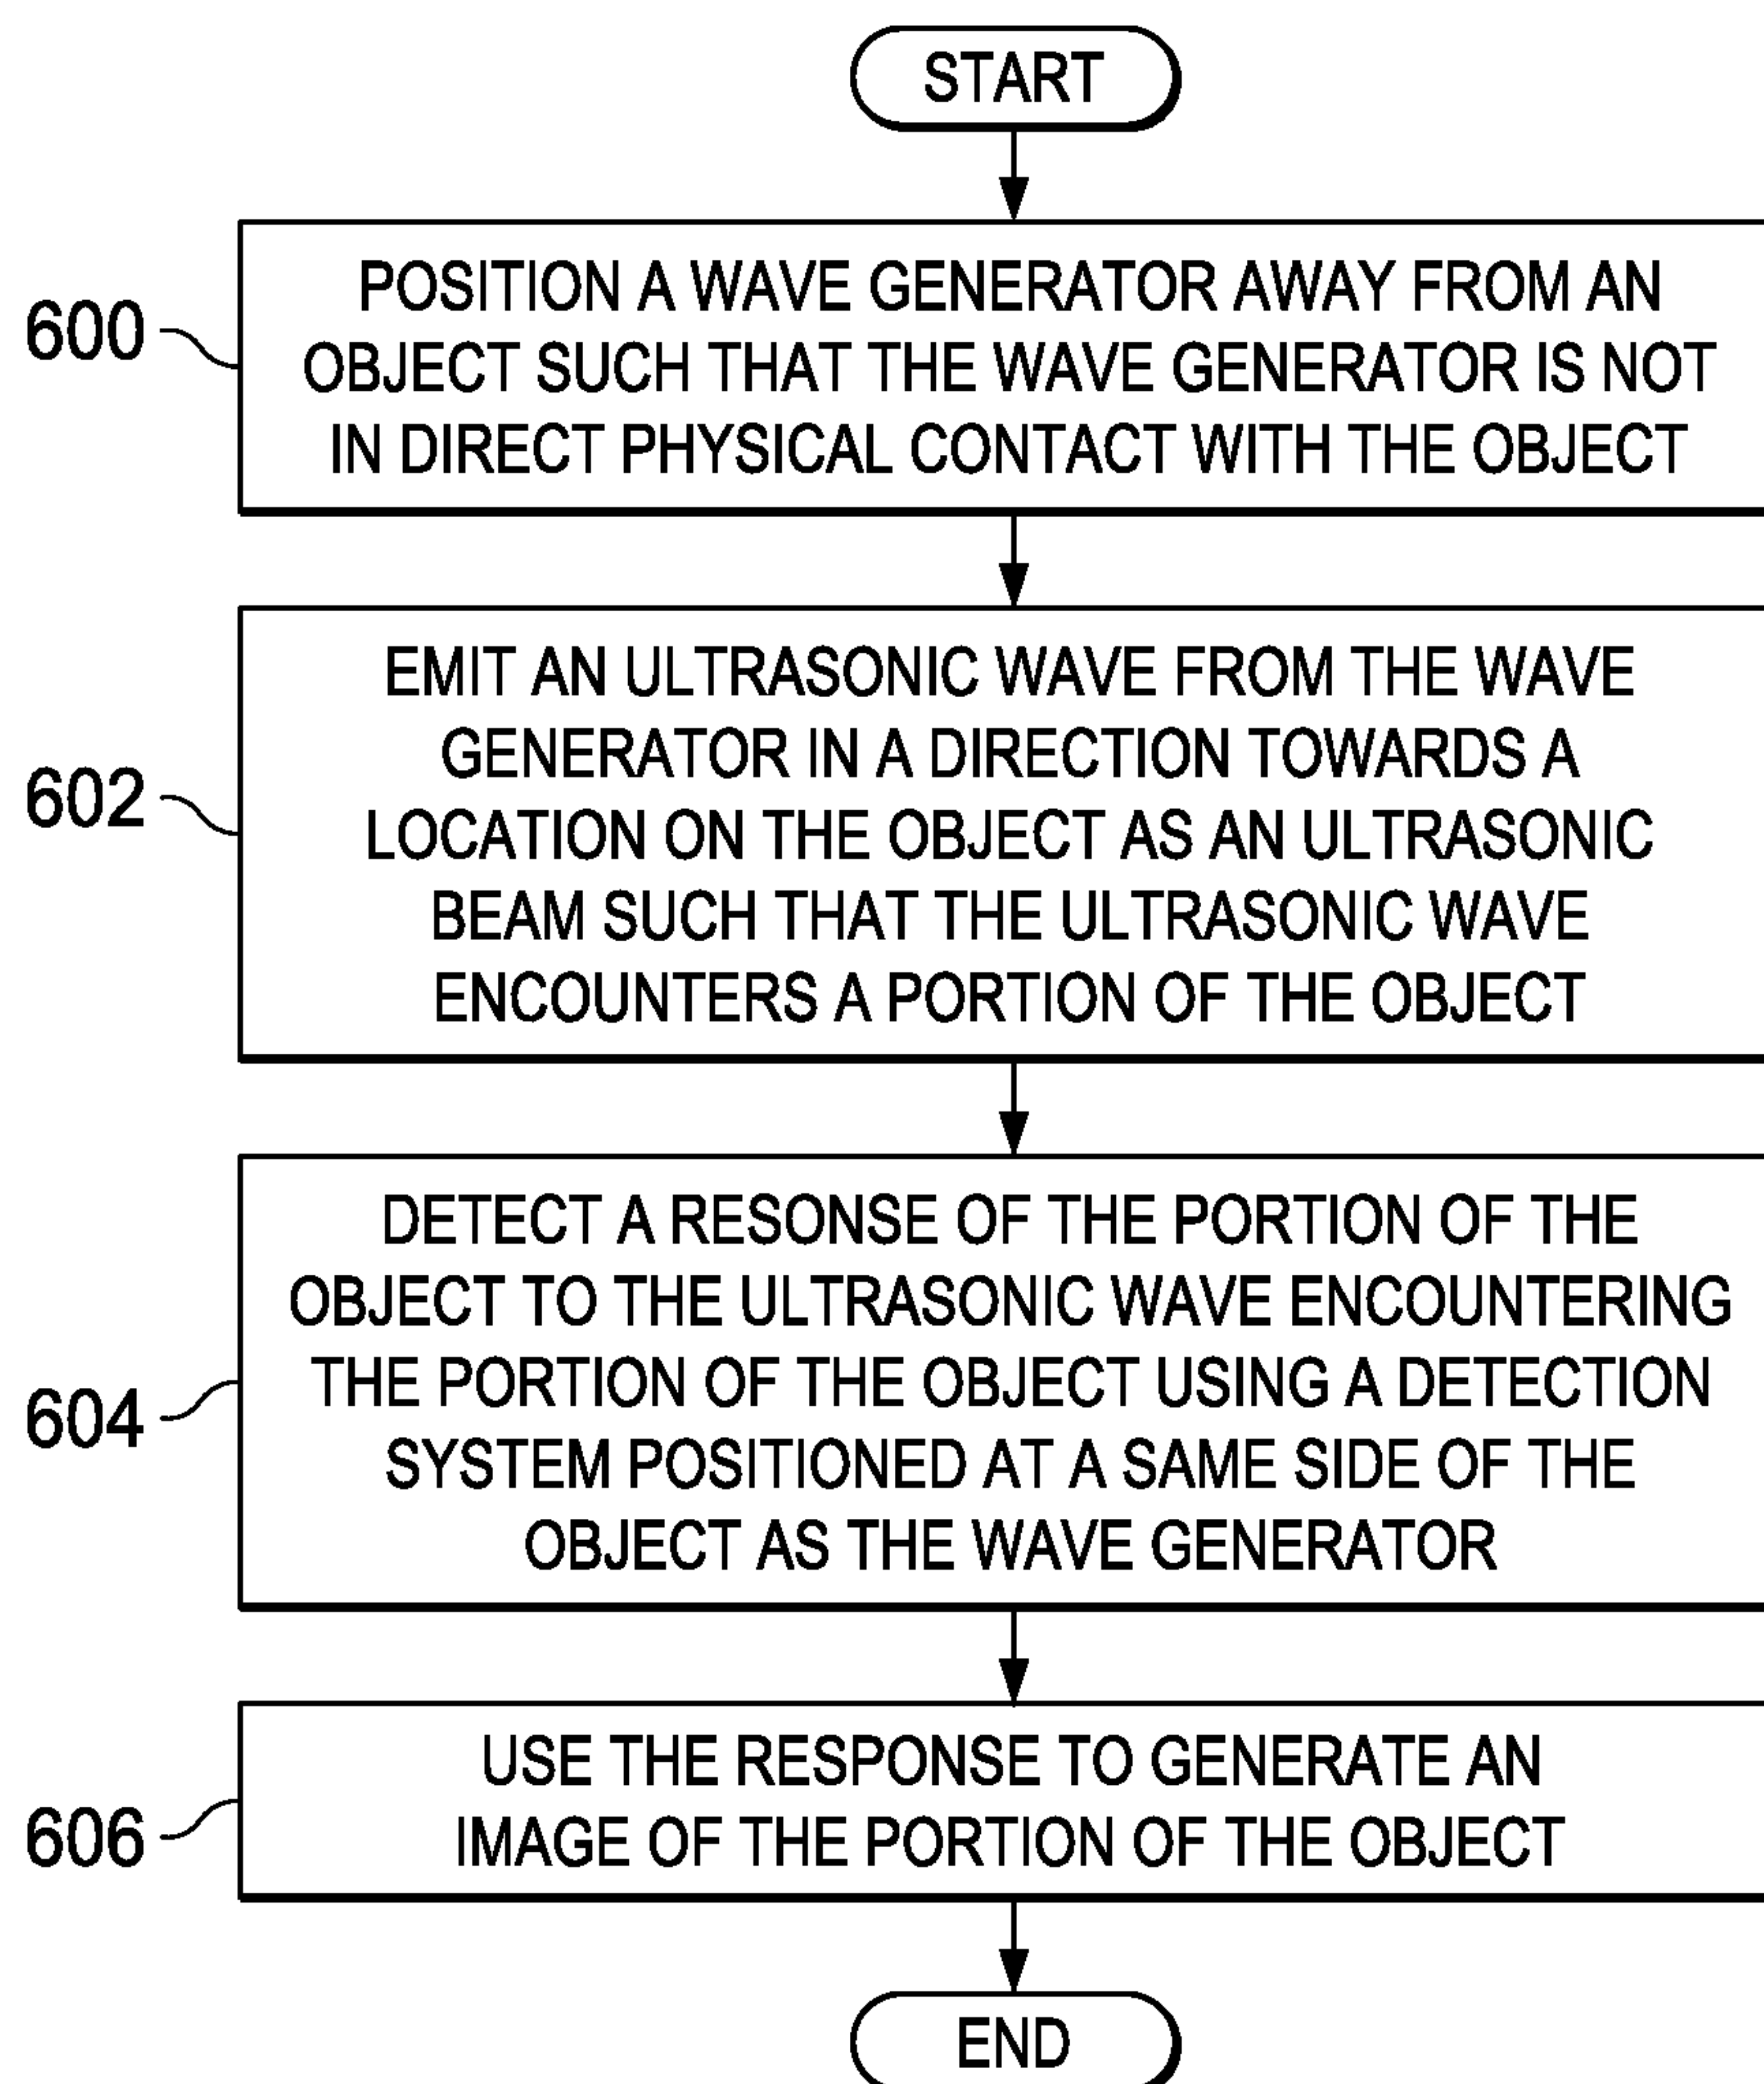 START
600
POSITION A WAVE GENERATOR AWAY FROM AN
OBJECT SUCH THAT THE WAVE GENERATOR IS NOT
IN DIRECT PHYSICAL CONTACT WITH THE OBJECT
602
EMIT AN ULTRASONIC WAVE FROM THE WAVE
GENERATOR IN A DIRECTION TOWARDS A
LOCATION ON THE OBJECT AS AN ULTRASONIC
BEAM SUCH THAT THE ULTRASONIC WAVE
ENCOUNTERS A PORTION OF THE OBJECT
604
DETECT A RESONSE OF THE PORTION OF THE
OBJECT TO THE ULTRASONIC WAVE ENCOUNTERING
THE PORTION OF THE OBJECT USING A DETECTION
SYSTEM POSITIONED AT A SAME SIDE OF THE
OBJECT AS THE WAVE GENERATOR
606
USE THE RESPONSE TO GENERATE AN
IMAGE OF THE PORTION OF THE OBJECT
END